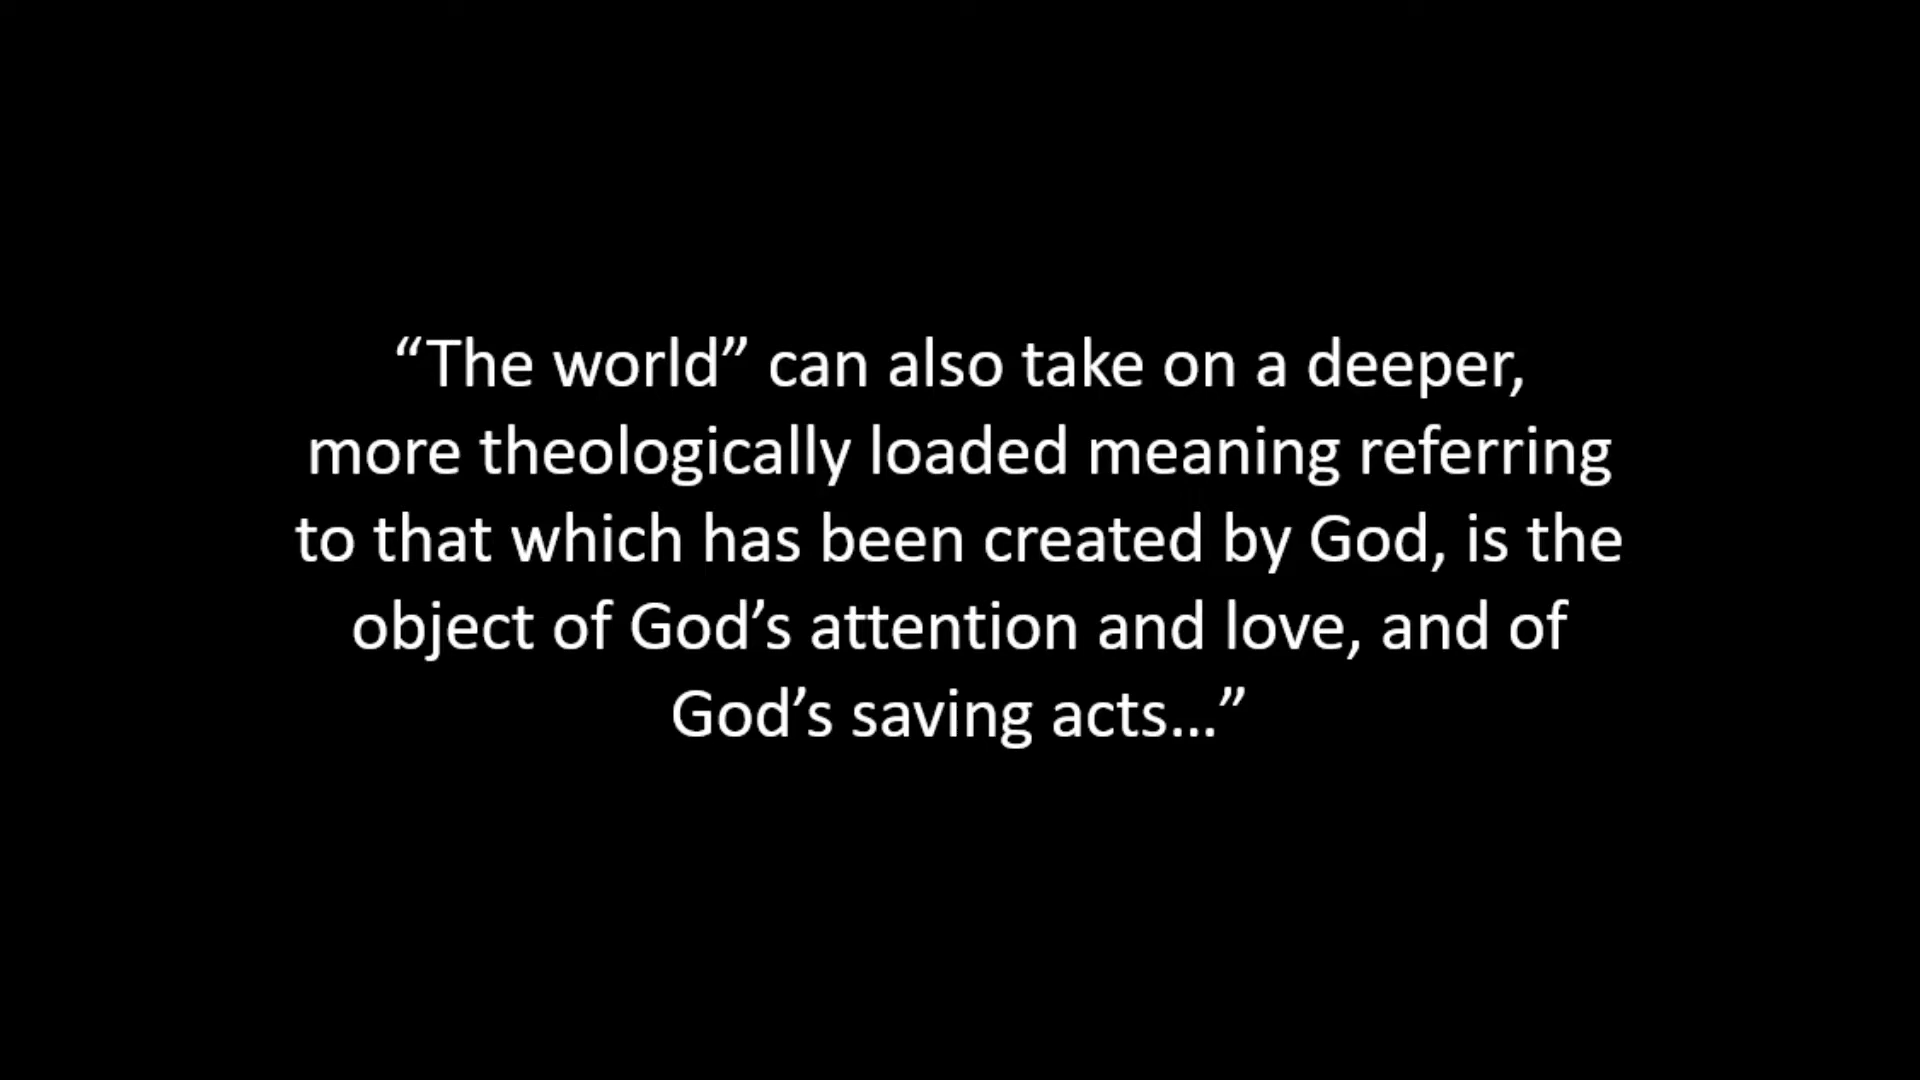 “The world” can also take on a deeper,
more theologically loaded meaning referring
to that which has been created by God, is the
object of God’s attention and love, and of
God’s saving acts…”